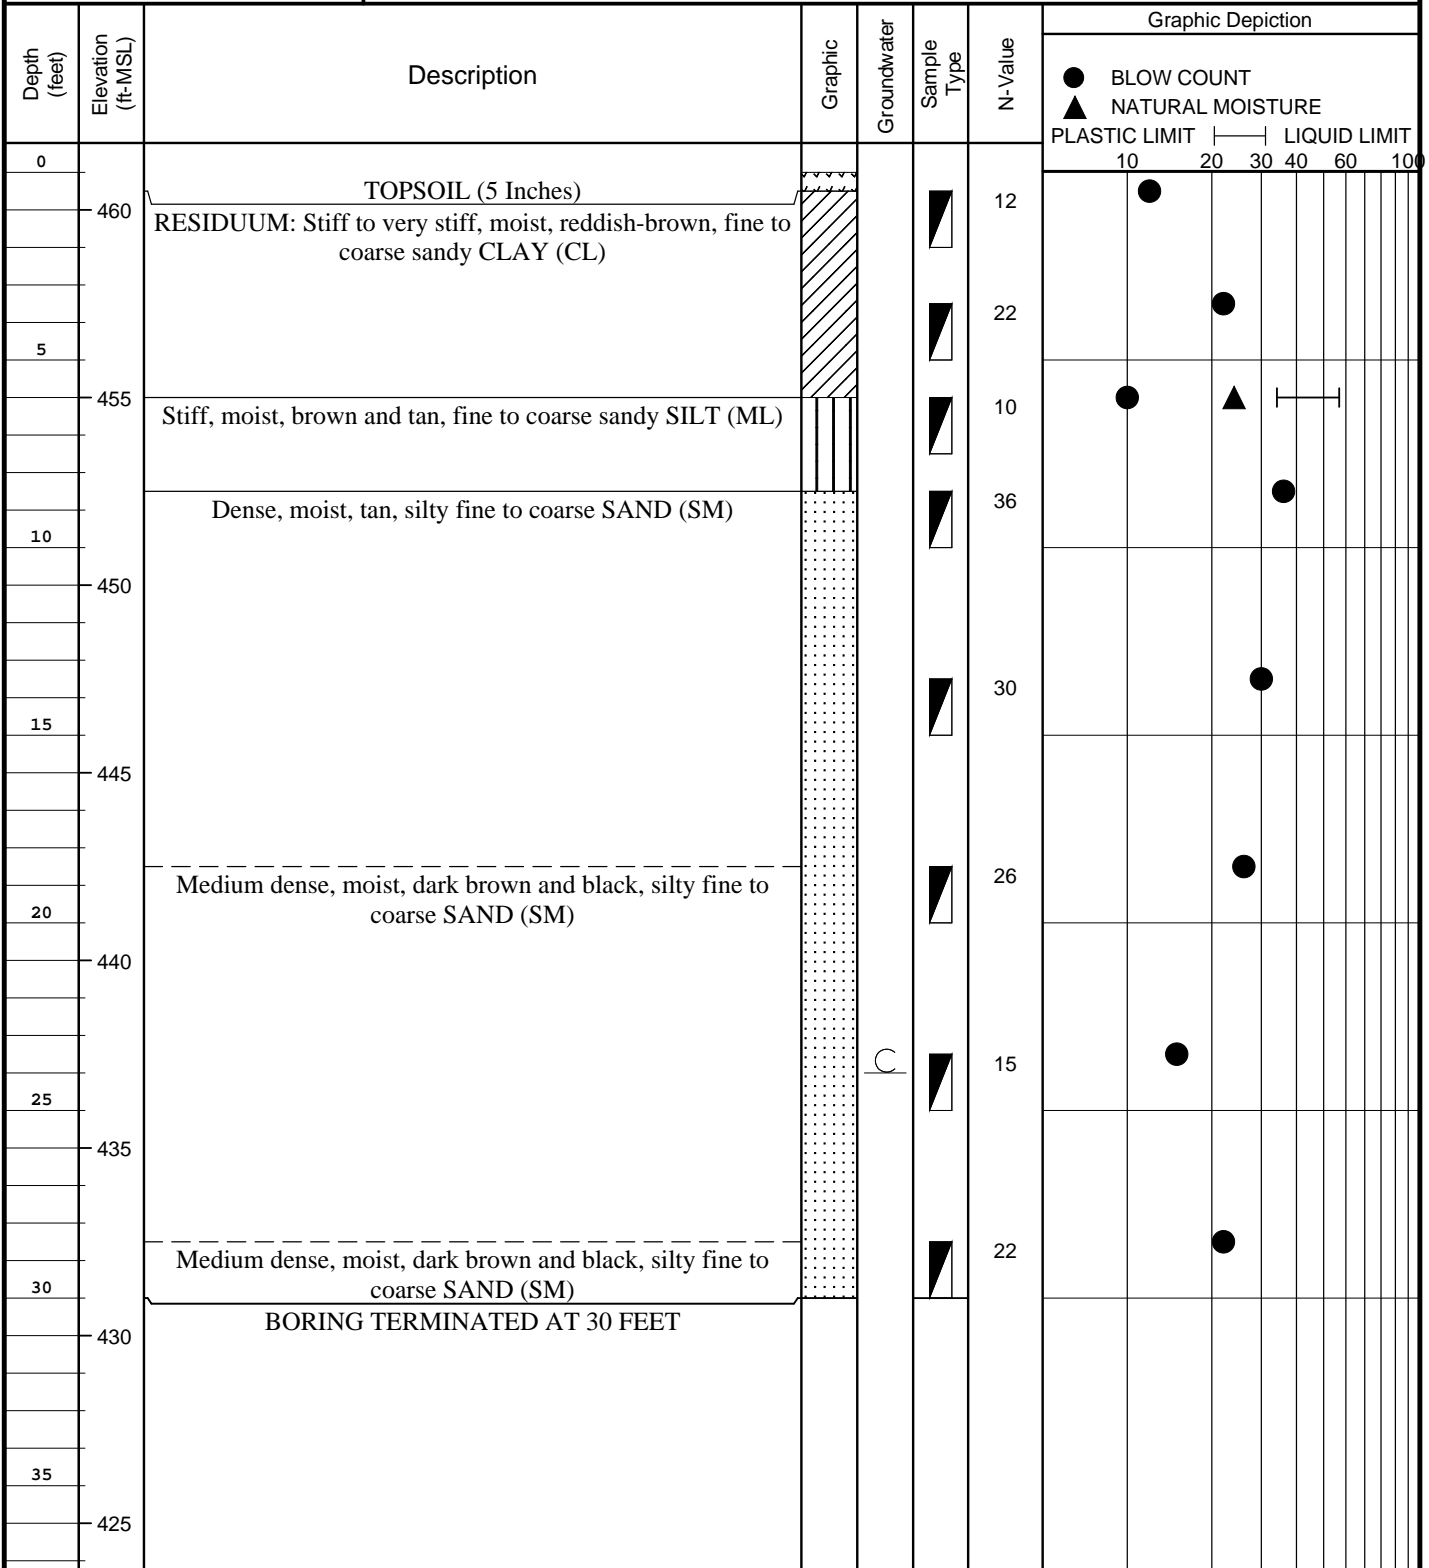 Depth
(feet)
Elevation
(ft-MSL)
Description
Graphic
Groundwater
Sample
Type
N-Value
Graphic Depiction
BLOW COUNT
NATURAL MOISTURE
PLASTIC LIMIT LIQUID LIMIT
10 20 30 40 60 100
0
TOPSOIL (5 Inches)
460
12
RESIDUUM: Stiff to very stiff, moist, reddish-brown, fine to
coarse sandy CLAY (CL)
22
5
455
10
Stiff, moist, brown and tan, fine to coarse sandy SILT (ML)
36
Dense, moist, tan, silty fine to coarse SAND (SM)
10
450
30
15
445
26
Medium dense, moist, dark brown and black, silty fine to
coarse SAND (SM)
20
440
C
15
25
435
22
Medium dense, moist, dark brown and black, silty fine to
coarse SAND (SM)
30
BORING TERMINATED AT 30 FEET
430
35
425